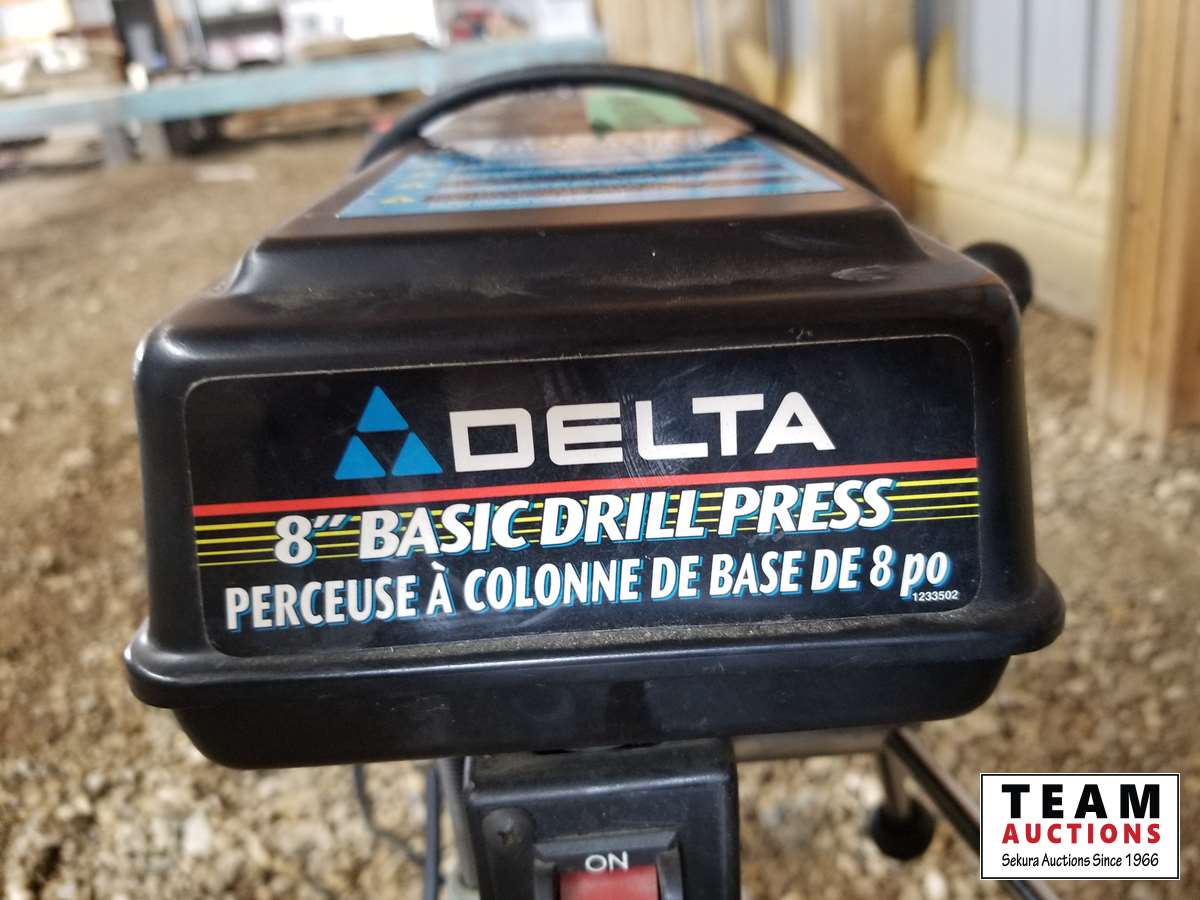 DELTA
8" BASIC DRILL PRESS
PERCEUSE À COLONNE DE BASE DE 8 po
1233502
ON
TEAM
AUCTIONS
Sekura Auctions Since 1966